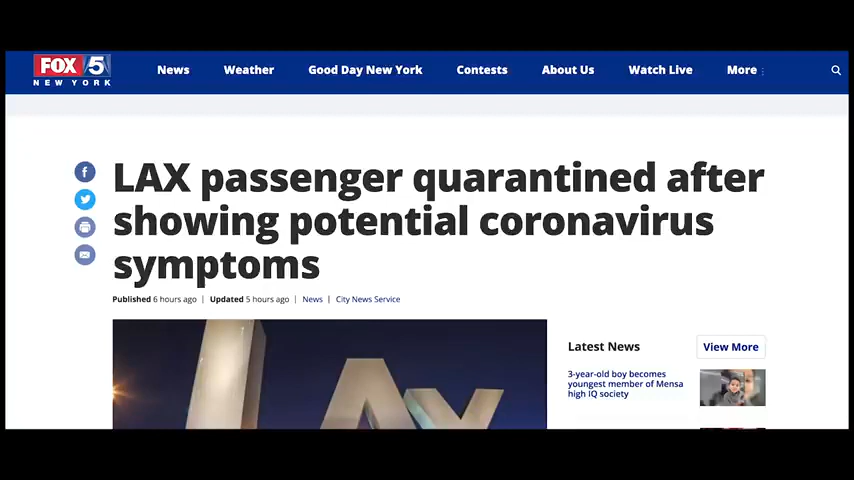 FOX 5
NEW YORK
News
Weather
Good Day New York
Contests
About Us
Watch Live
More
LAX passenger quarantined after
showing potential coronavirus
symptoms
Published 6 hours ago | Updated 5 hours ago | News | City News Service
LAX
Latest News
View More
3-year-old boy becomes
youngest member of Mensa
high IQ society